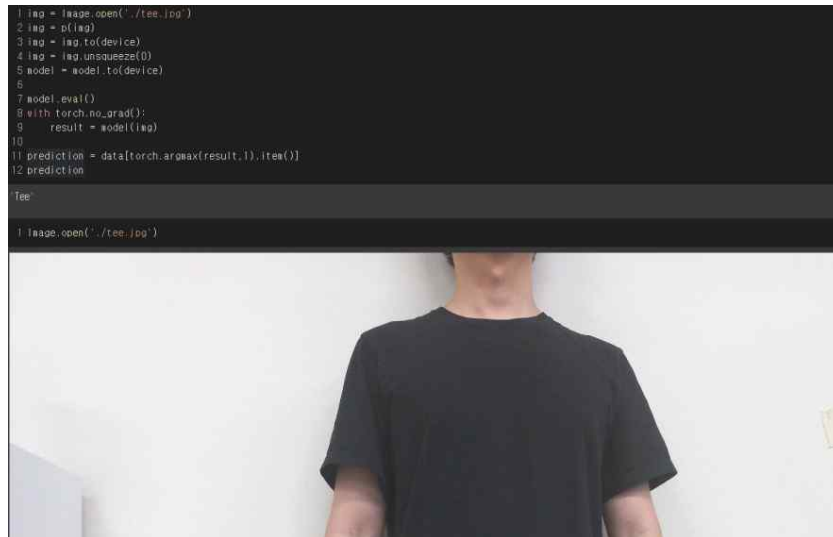 1 img = Image.open('./tee.jpg')
2 img = p(img)
3 img = img.to(device)
4 img = img.unsqueeze(0)
5 model = model.to(device)
6
7 model.eval()
8 with torch.no_grad():
9     result = model(img)
10
11 prediction = data[torch.argmax(result,1).item()]
12 prediction
'Tee'
1 Image.open('./tee.jpg')